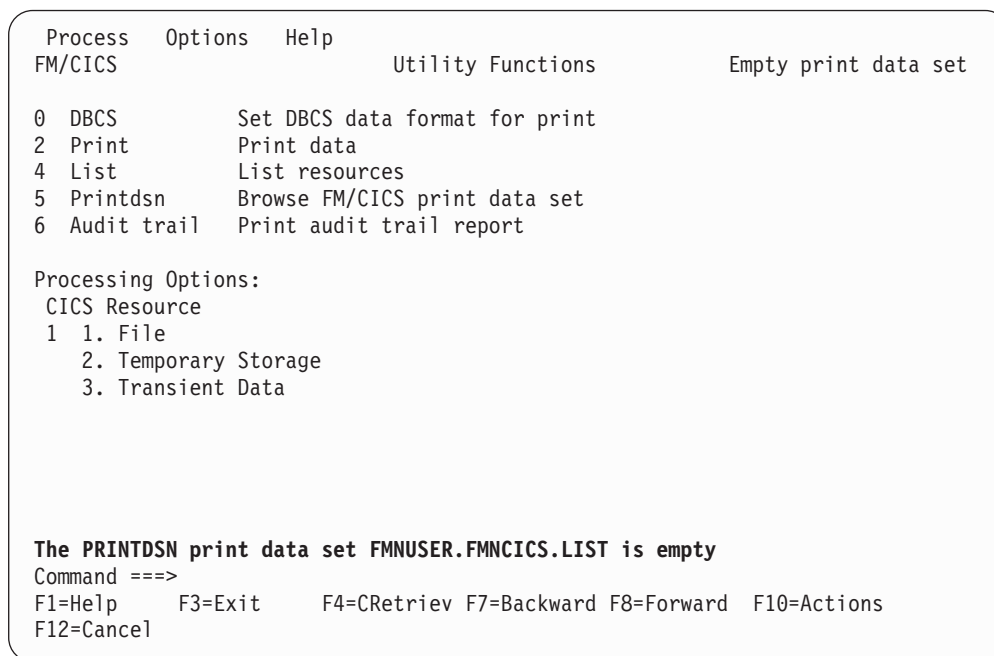 Process Options Help
FM/CICS Utility Functions Empty print data set
0 DBCS Set DBCS data format for print
2 Print Print data
4 List List resources
5 Printdsn Browse FM/CICS print data set
6 Audit trail Print audit trail report
Processing Options:
CICS Resource
1 1. File
2. Temporary Storage
3. Transient Data
The PRINTDSN print data set FMNUSER.FMNCICS.LIST is empty
Command ===>
F1=Help F3=Exit F4=CRetriev F7=Backward F8=Forward F10=Actions
F12=Cancel